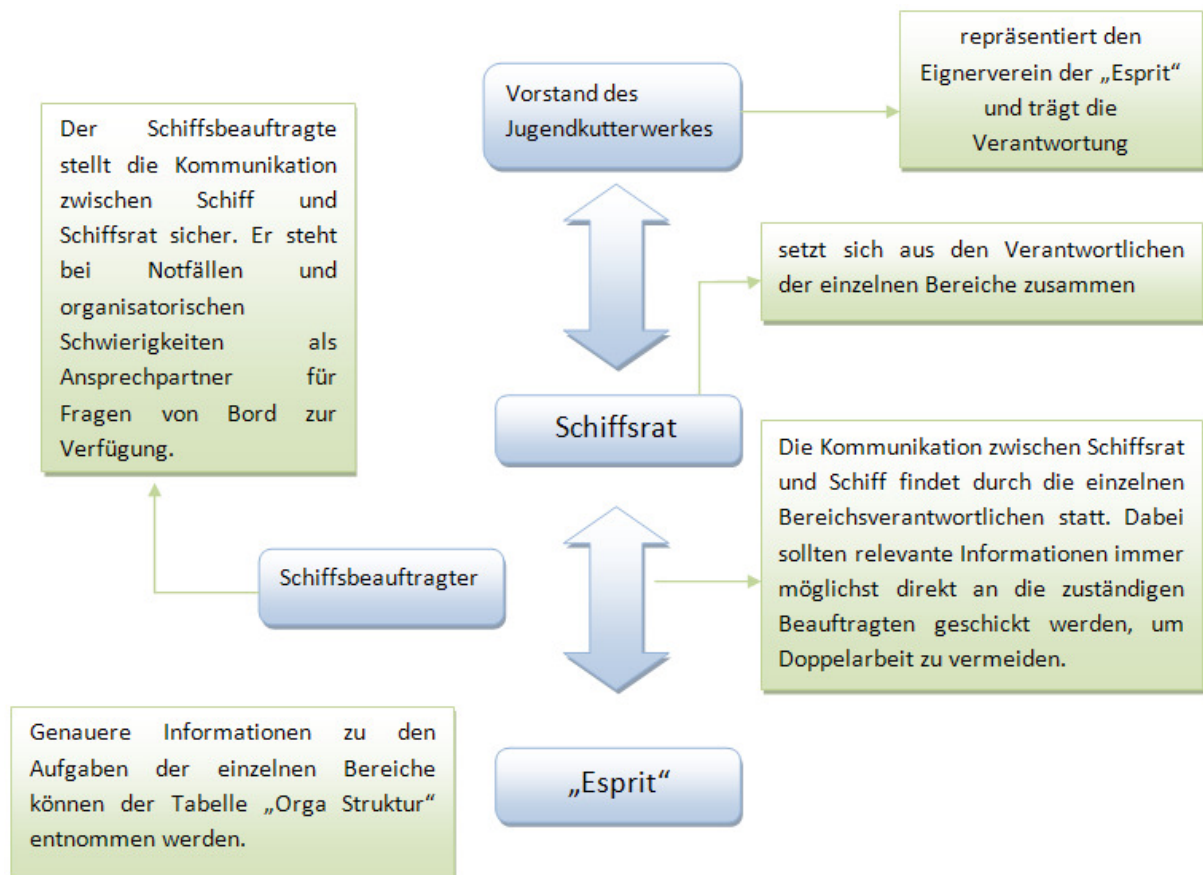 repräsentiert den
Eignerverein der „Esprit“
und trägt die
Verantwortung
Vorstand des
Jugendkutterwerkes
Der Schiffsbeauftragte
stellt die Kommunikation
zwischen Schiff und
Schiffsrat sicher. Er steht
bei Notfällen und
organisatorischen
Schwierigkeiten als
Ansprechpartner für
Fragen von Bord zur
Verfügung.
setzt sich aus den Verantwortlichen
der einzelnen Bereiche zusammen
Schiffsrat
Die Kommunikation zwischen Schiffsrat
und Schiff findet durch die einzelnen
Bereichsverantwortlichen statt. Dabei
sollten relevante Informationen immer
möglichst direkt an die zuständigen
Beauftragten geschickt werden, um
Doppelarbeit zu vermeiden.
Schiffsbeauftragter
Genauere Informationen zu den
Aufgaben der einzelnen Bereiche
können der Tabelle „Orga Struktur“
entnommen werden.
„Esprit“